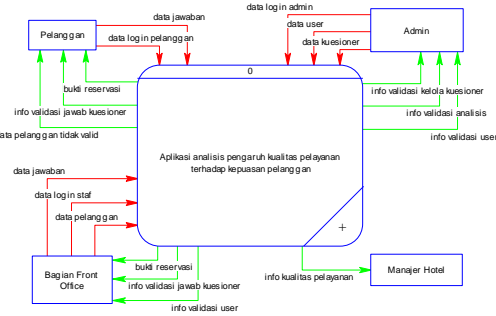 data jawaban
data login pelanggan
Pelanggan
data login admin
data user
data kuesioner
Admin
0
bukti reservasi
info validasi jawab kuesioner
data pelanggan tidak valid
info validasi kelola kuesioner
info validasi analisis
info validasi user
Aplikasi analisis pengaruh kualitas pelayanan
terhadap kepuasan pelanggan
data jawaban
data login staf
data pelanggan
+
Bagian Front
Office
bukti reservasi
info validasi jawab kuesioner
info validasi user
info kualitas pelayanan
Manajer Hotel